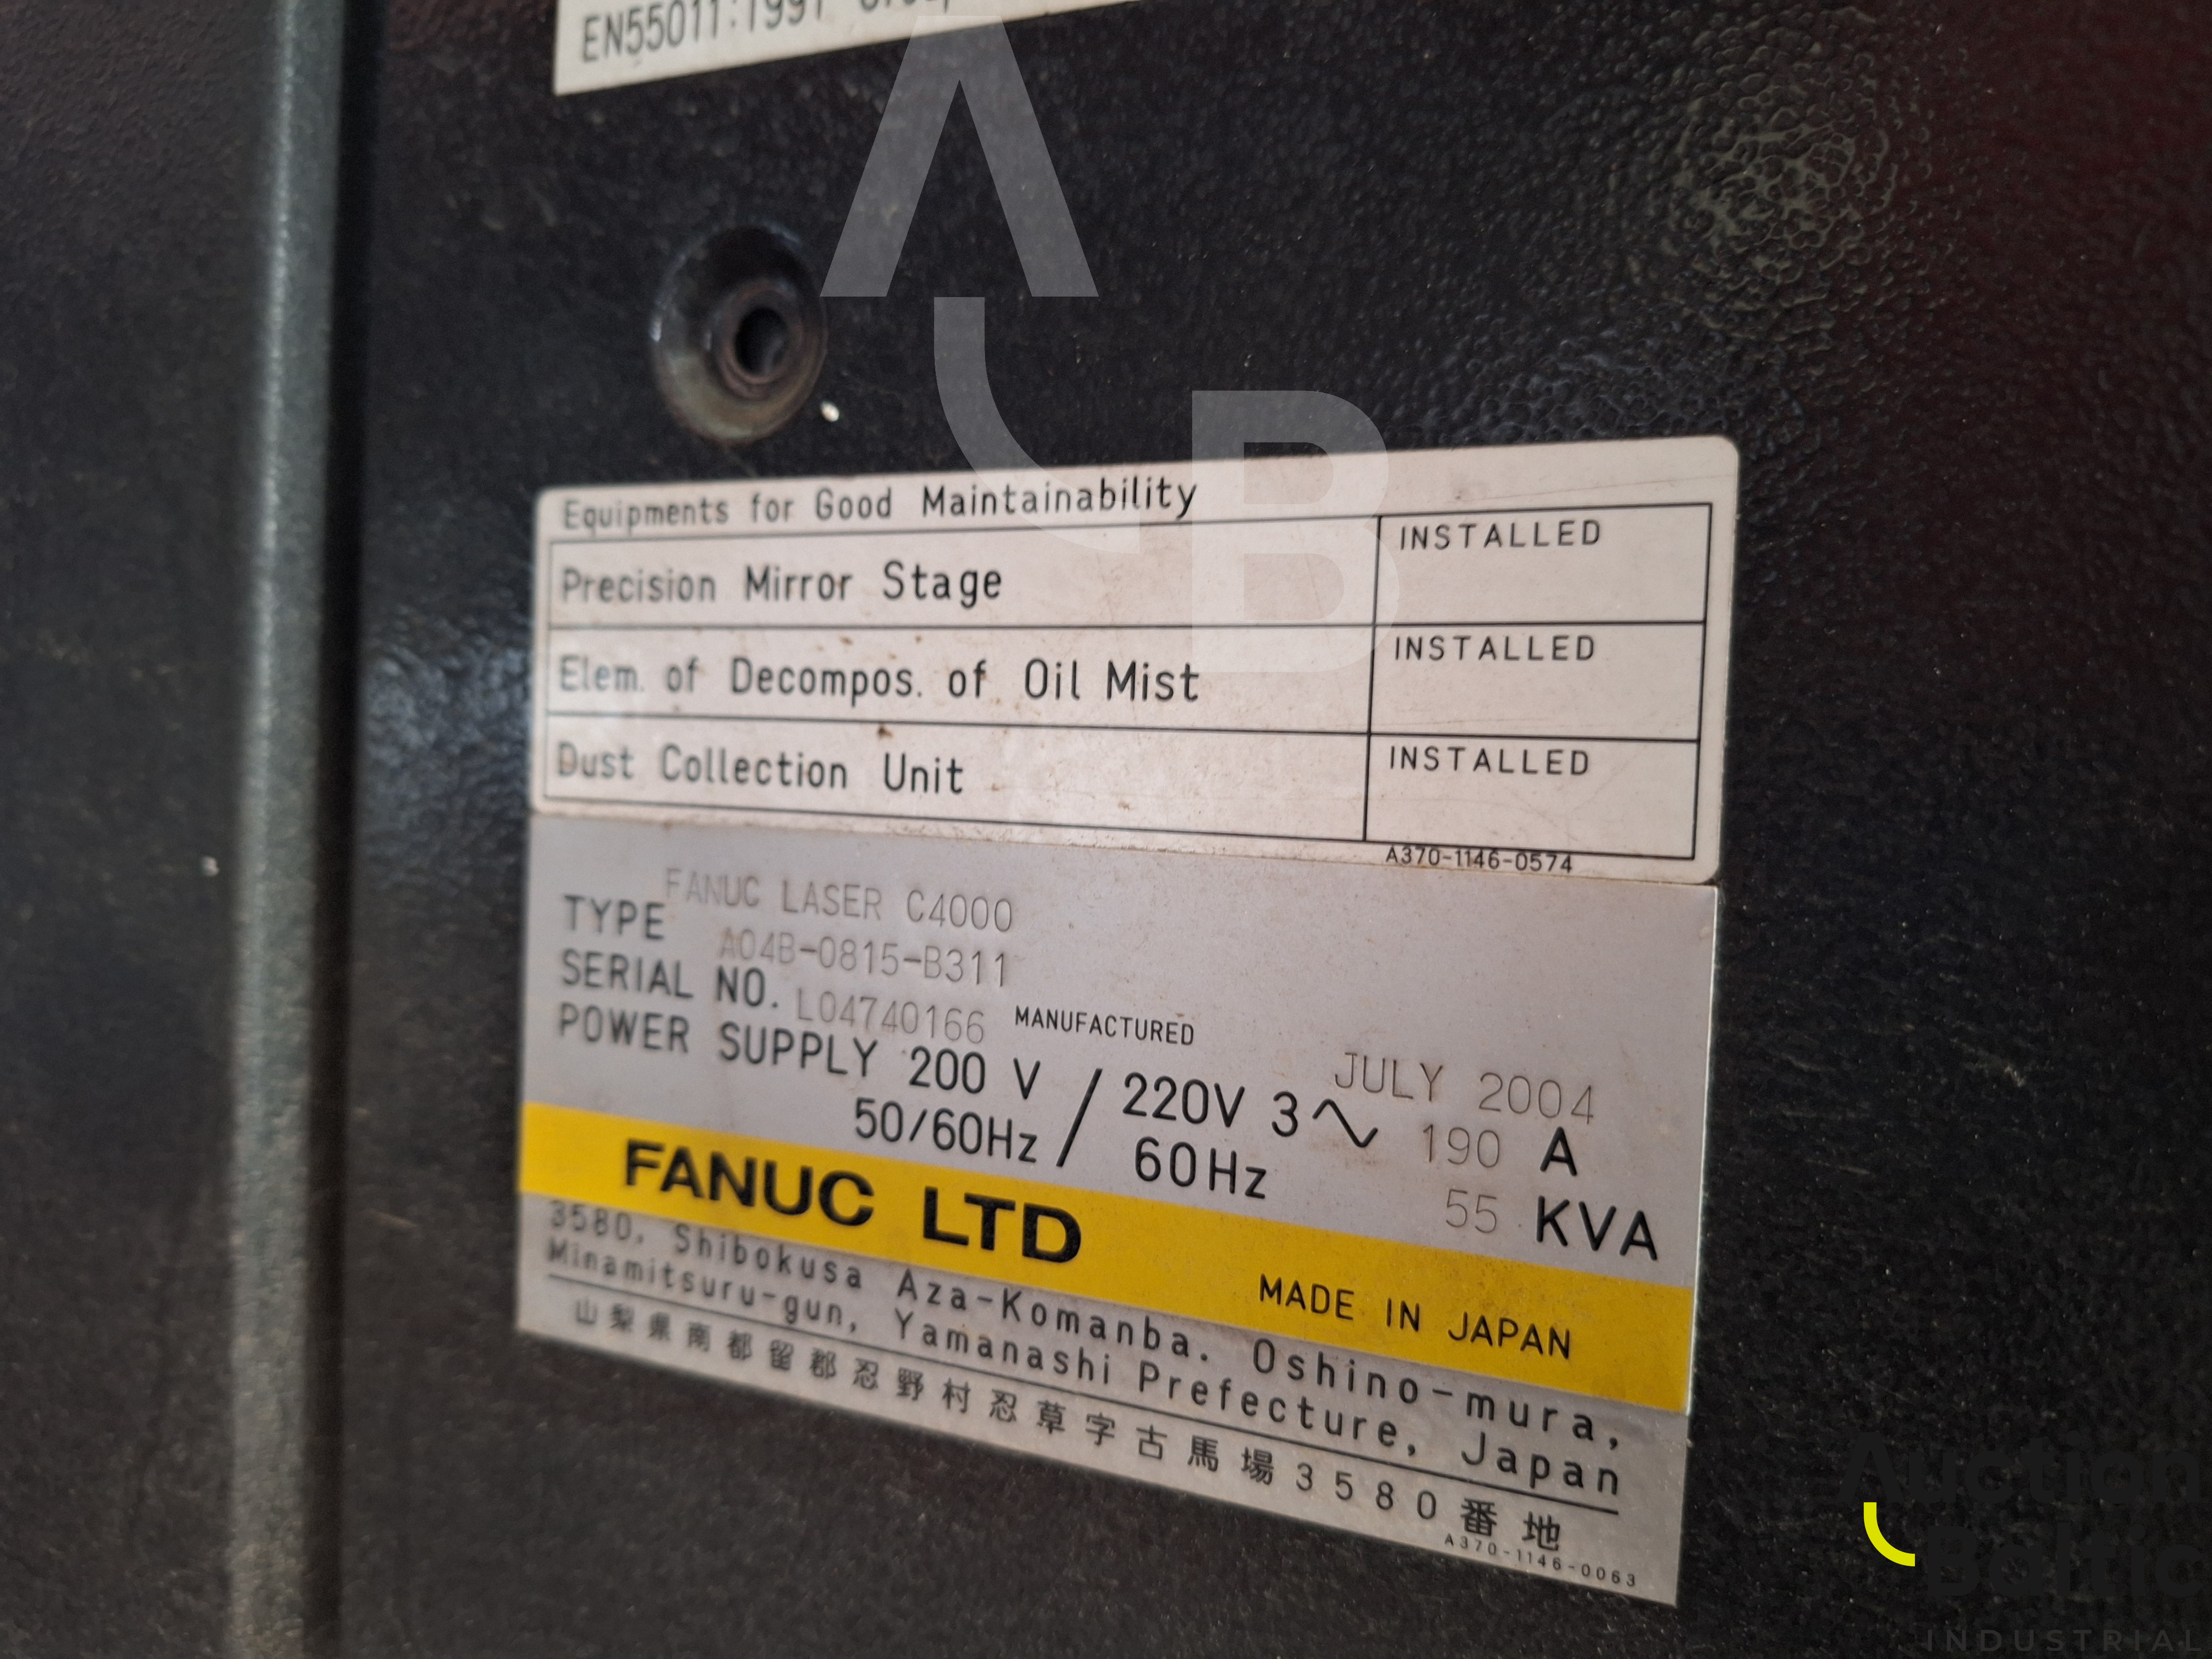 EN55011:1991
Equipments for Good Maintainability
Precision Mirror Stage INSTALLED
Elem. of Decompos. of Oil Mist INSTALLED
Dust Collection Unit INSTALLED
A370-1146-0574
TYPE FANUC LASER C4000
A04B-0815-B311
SERIAL NO. L04740166 MANUFACTURED JULY 2004
POWER SUPPLY 200 V / 220V 3~ 190 A
50/60Hz 60Hz 55 KVA
FANUC LTD MADE IN JAPAN
3580, Shibokusa Aza-Komanba. Oshino-mura,
Minamitsuru-gun, Yamanashi Prefecture, Japan
山梨県南都留郡忍野村忍草字古馬場3580番地
A370-1146-0063
AB
Auction
Baltic
INDUSTRIAL